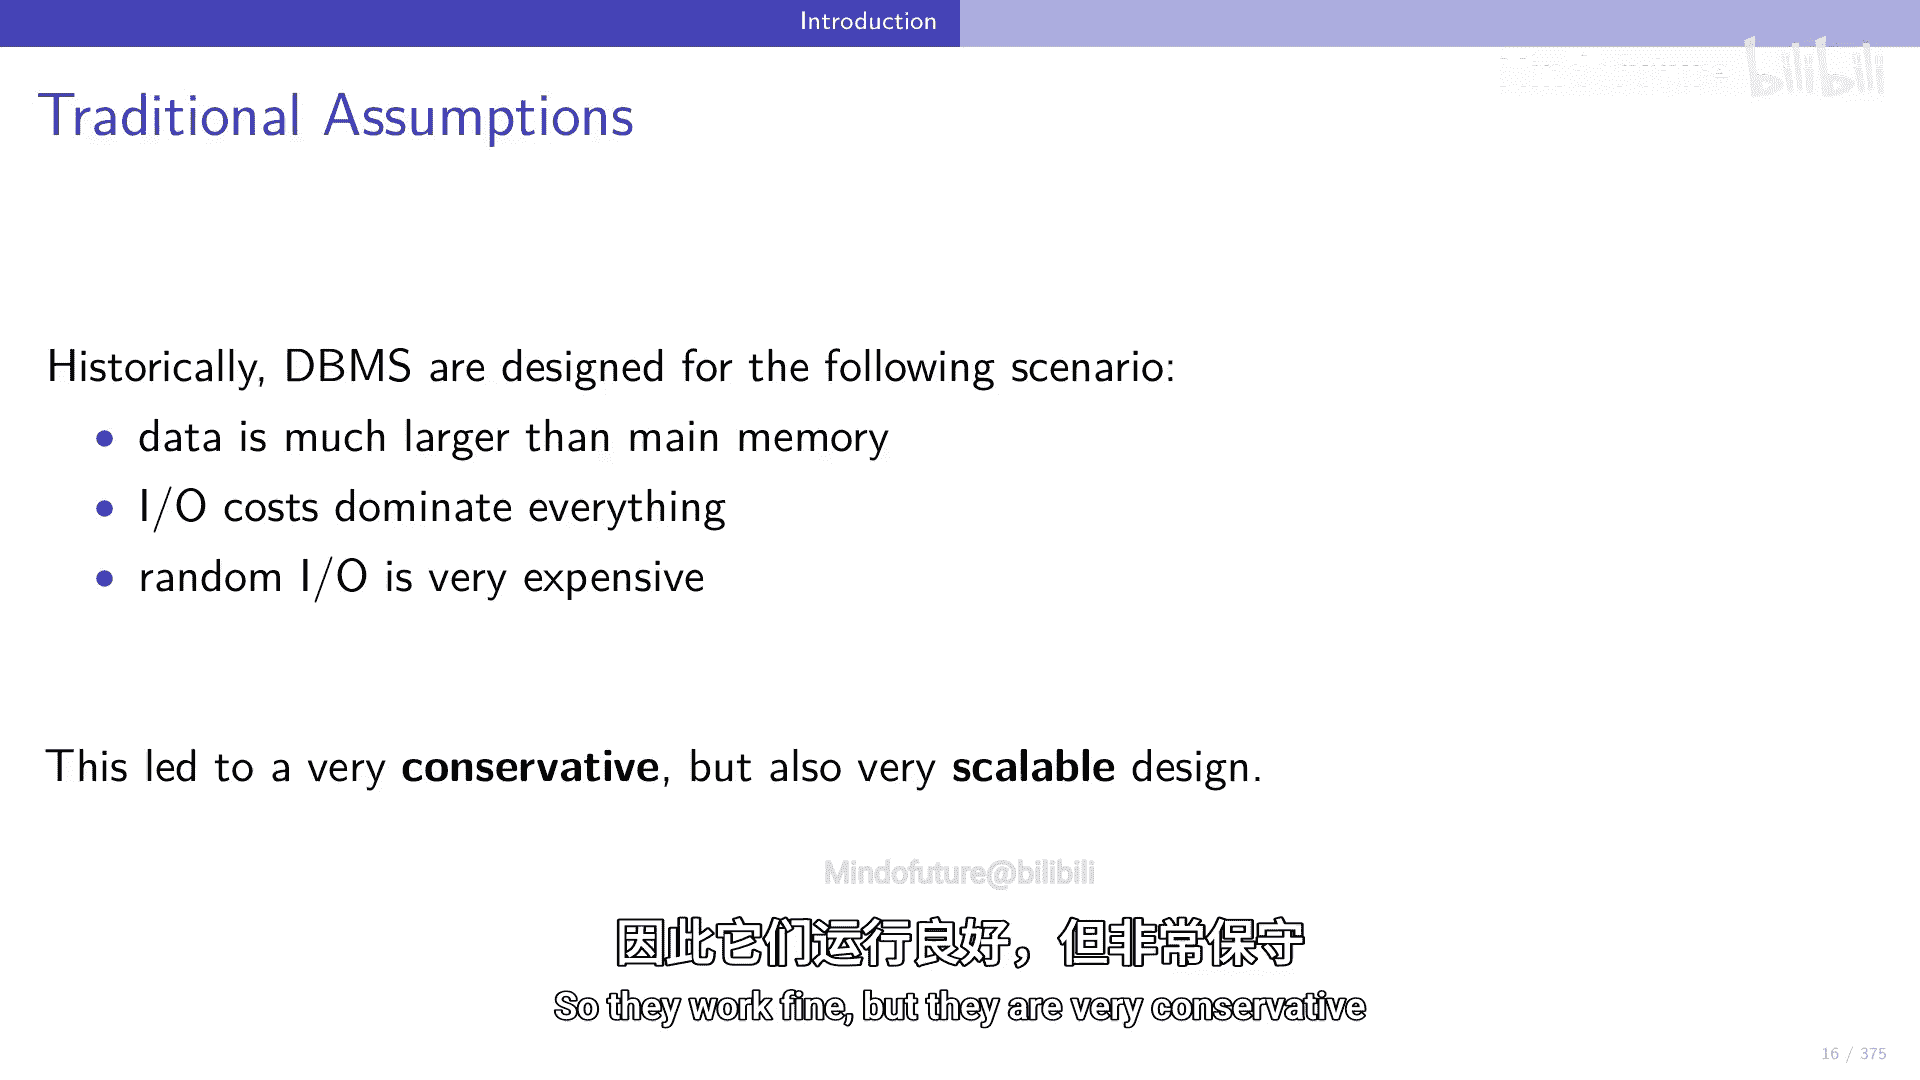 Introduction
bilibili
Traditional Assumptions
Historically, DBMS are designed for the following scenario:
• data is much larger than main memory
• I/O costs dominate everything
• random I/O is very expensive
This led to a very conservative, but also very scalable design.
Mindofuture@bilibili
因此它们运行良好，但非常保守
So they work fine, but they are very conservative
16 / 375